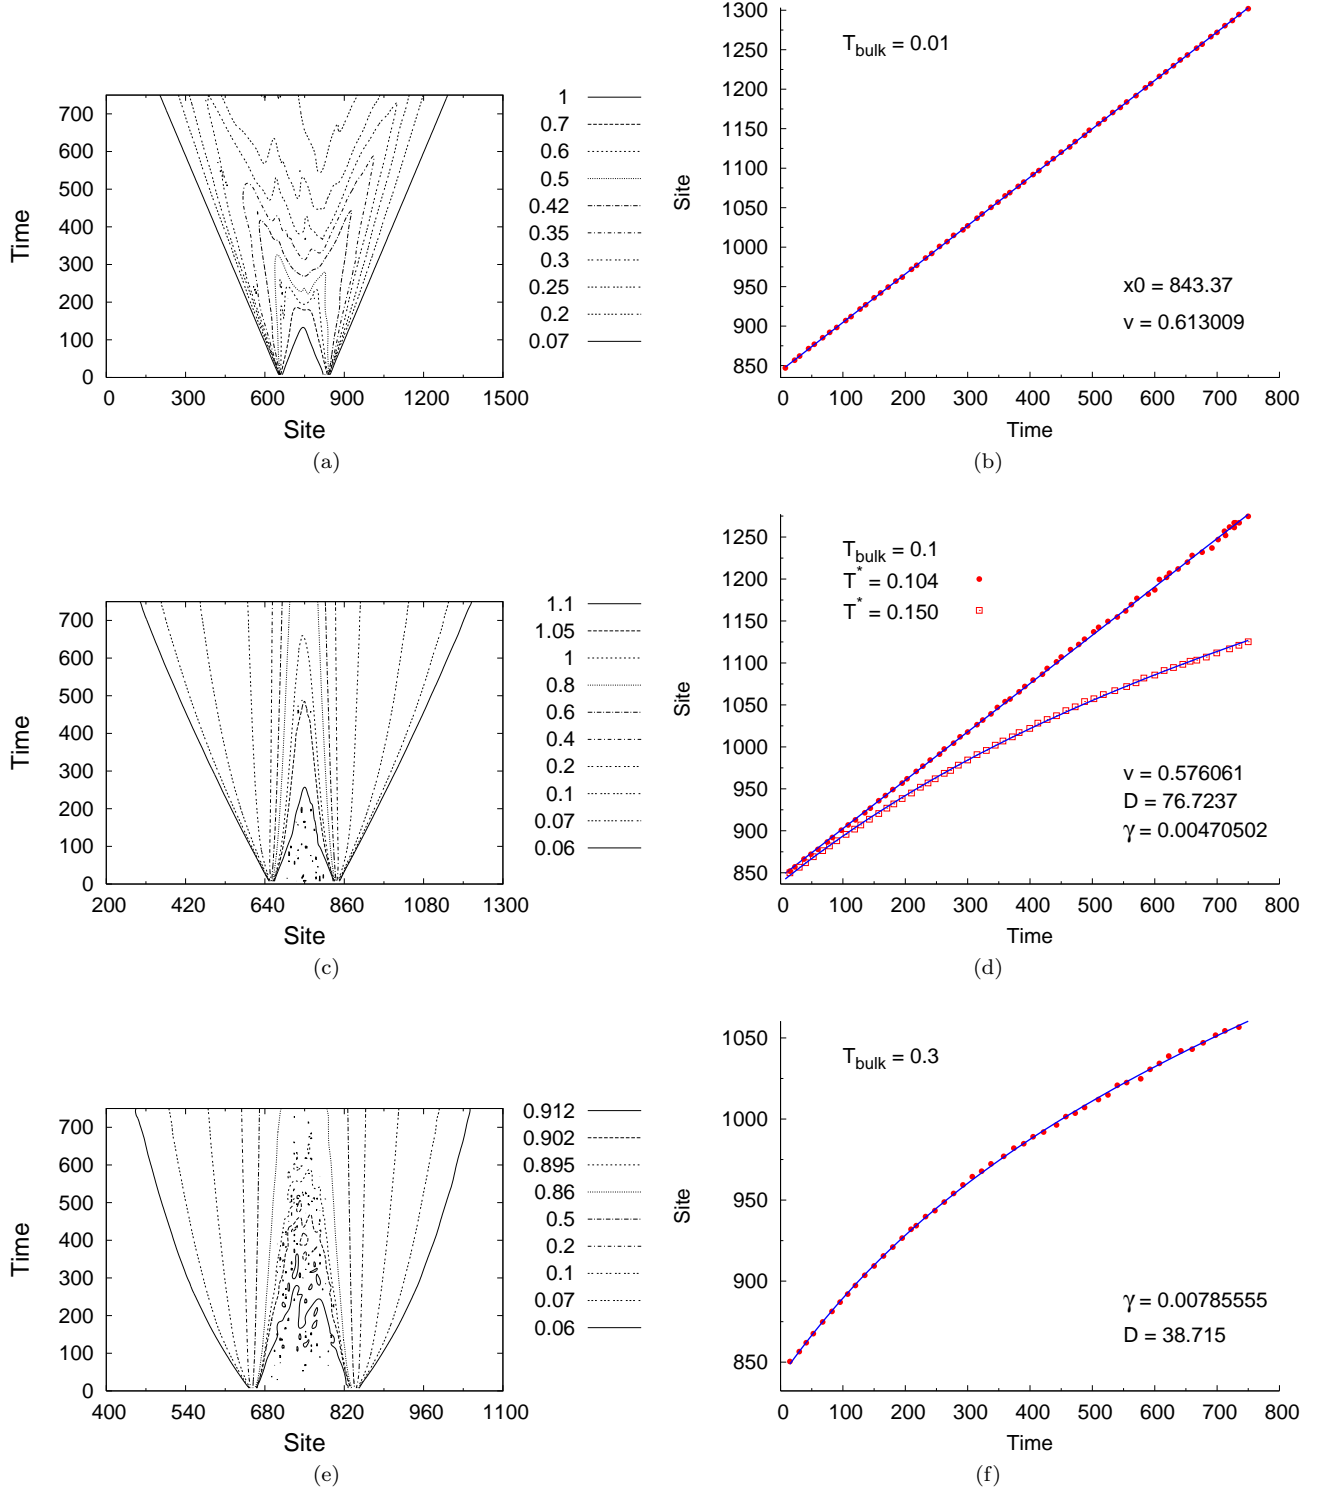 750
700
600
500
400
300
200
100
0
Time
0 300 600 900 1200 1500
Site
1
0.7
0.6
0.5
0.42
0.35
0.3
0.25
0.2
0.07
(a)
1300
1250
1200
1150
1100
1050
1000
950
900
850
Site
T_bulk = 0.01
x0 = 843.37
v = 0.613009
0 100 200 300 400 500 600 700 800
Time
(b)
700
600
500
400
300
200
100
0
Time
200 420 640 860 1080 1300
Site
1.1
1.05
1
0.8
0.6
0.4
0.2
0.1
0.07
0.06
(c)
1250
1200
1150
1100
1050
1000
950
900
850
Site
T_bulk = 0.1
T* = 0.104
T* = 0.150
v = 0.576061
D = 76.7237
γ = 0.00470502
0 100 200 300 400 500 600 700 800
Time
(d)
700
600
500
400
300
200
100
0
Time
400 540 680 820 960 1100
Site
0.912
0.902
0.895
0.86
0.5
0.2
0.1
0.07
0.06
(e)
1050
1000
950
900
850
Site
T_bulk = 0.3
γ = 0.00785555
D = 38.715
0 100 200 300 400 500 600 700 800
Time
(f)